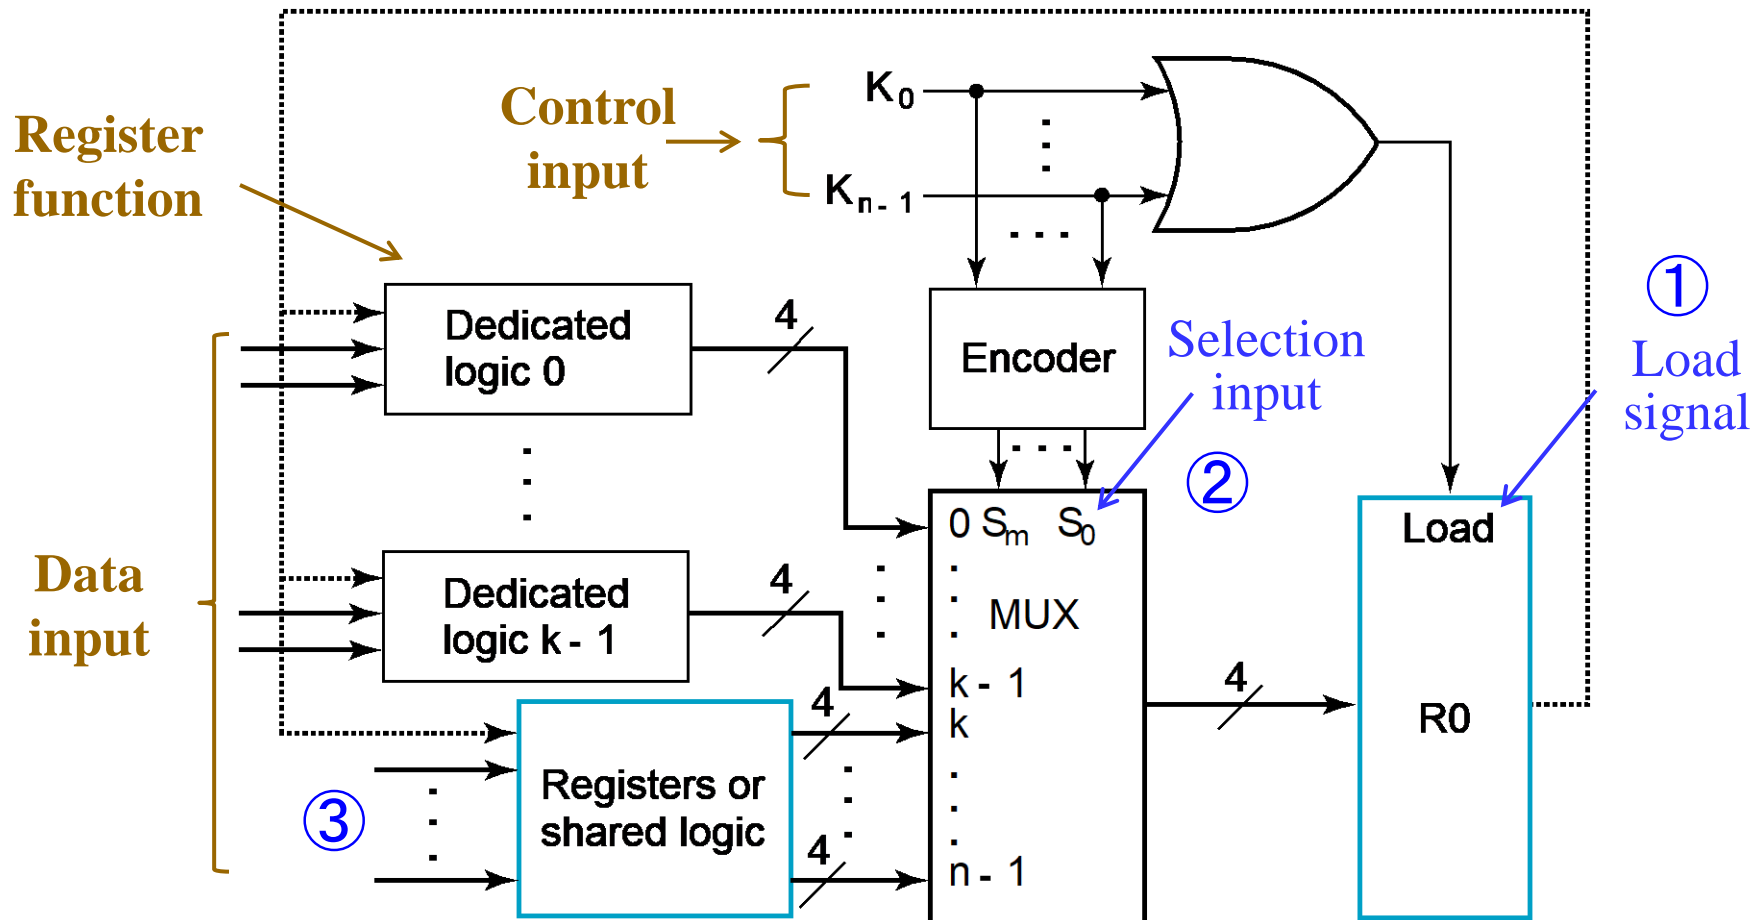 Register
function
Control
input
K0
Kn-1
①
Load
signal
Selection
input
②
Dedicated
logic 0
4
Encoder
Data
input
Dedicated
logic k-1
4
0 Sm S0
MUX
k-1
k
n-1
Load
R0
4
③
Registers or
shared logic
4
4